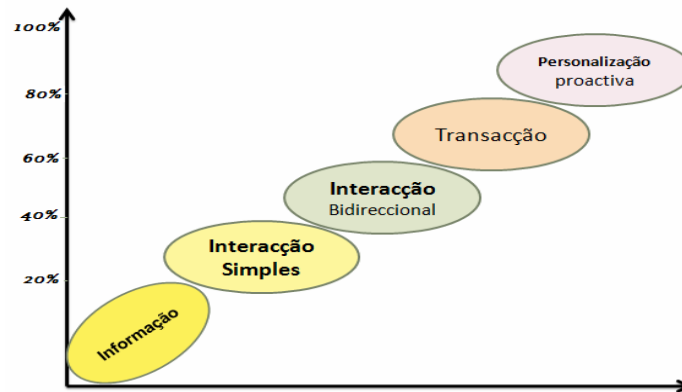 100%
Personalização
proactiva
80%
Transacção
60%
Interacção
Bidireccional
40%
Interacção
Simples
20%
Informação